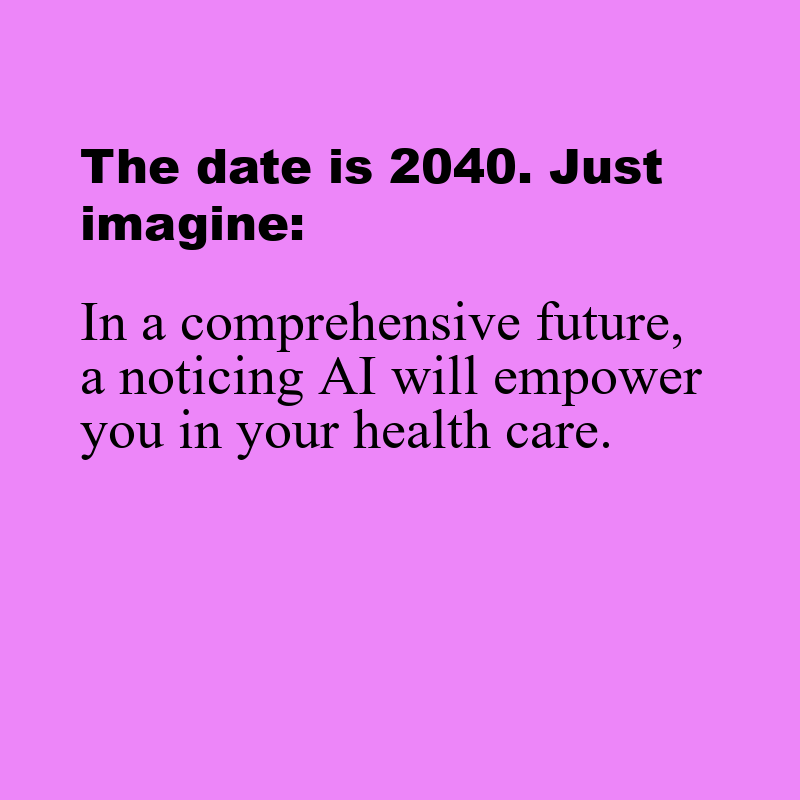 The date is 2040. Just
imagine:
In a comprehensive future,
a noticing AI will empower
you in your health care.